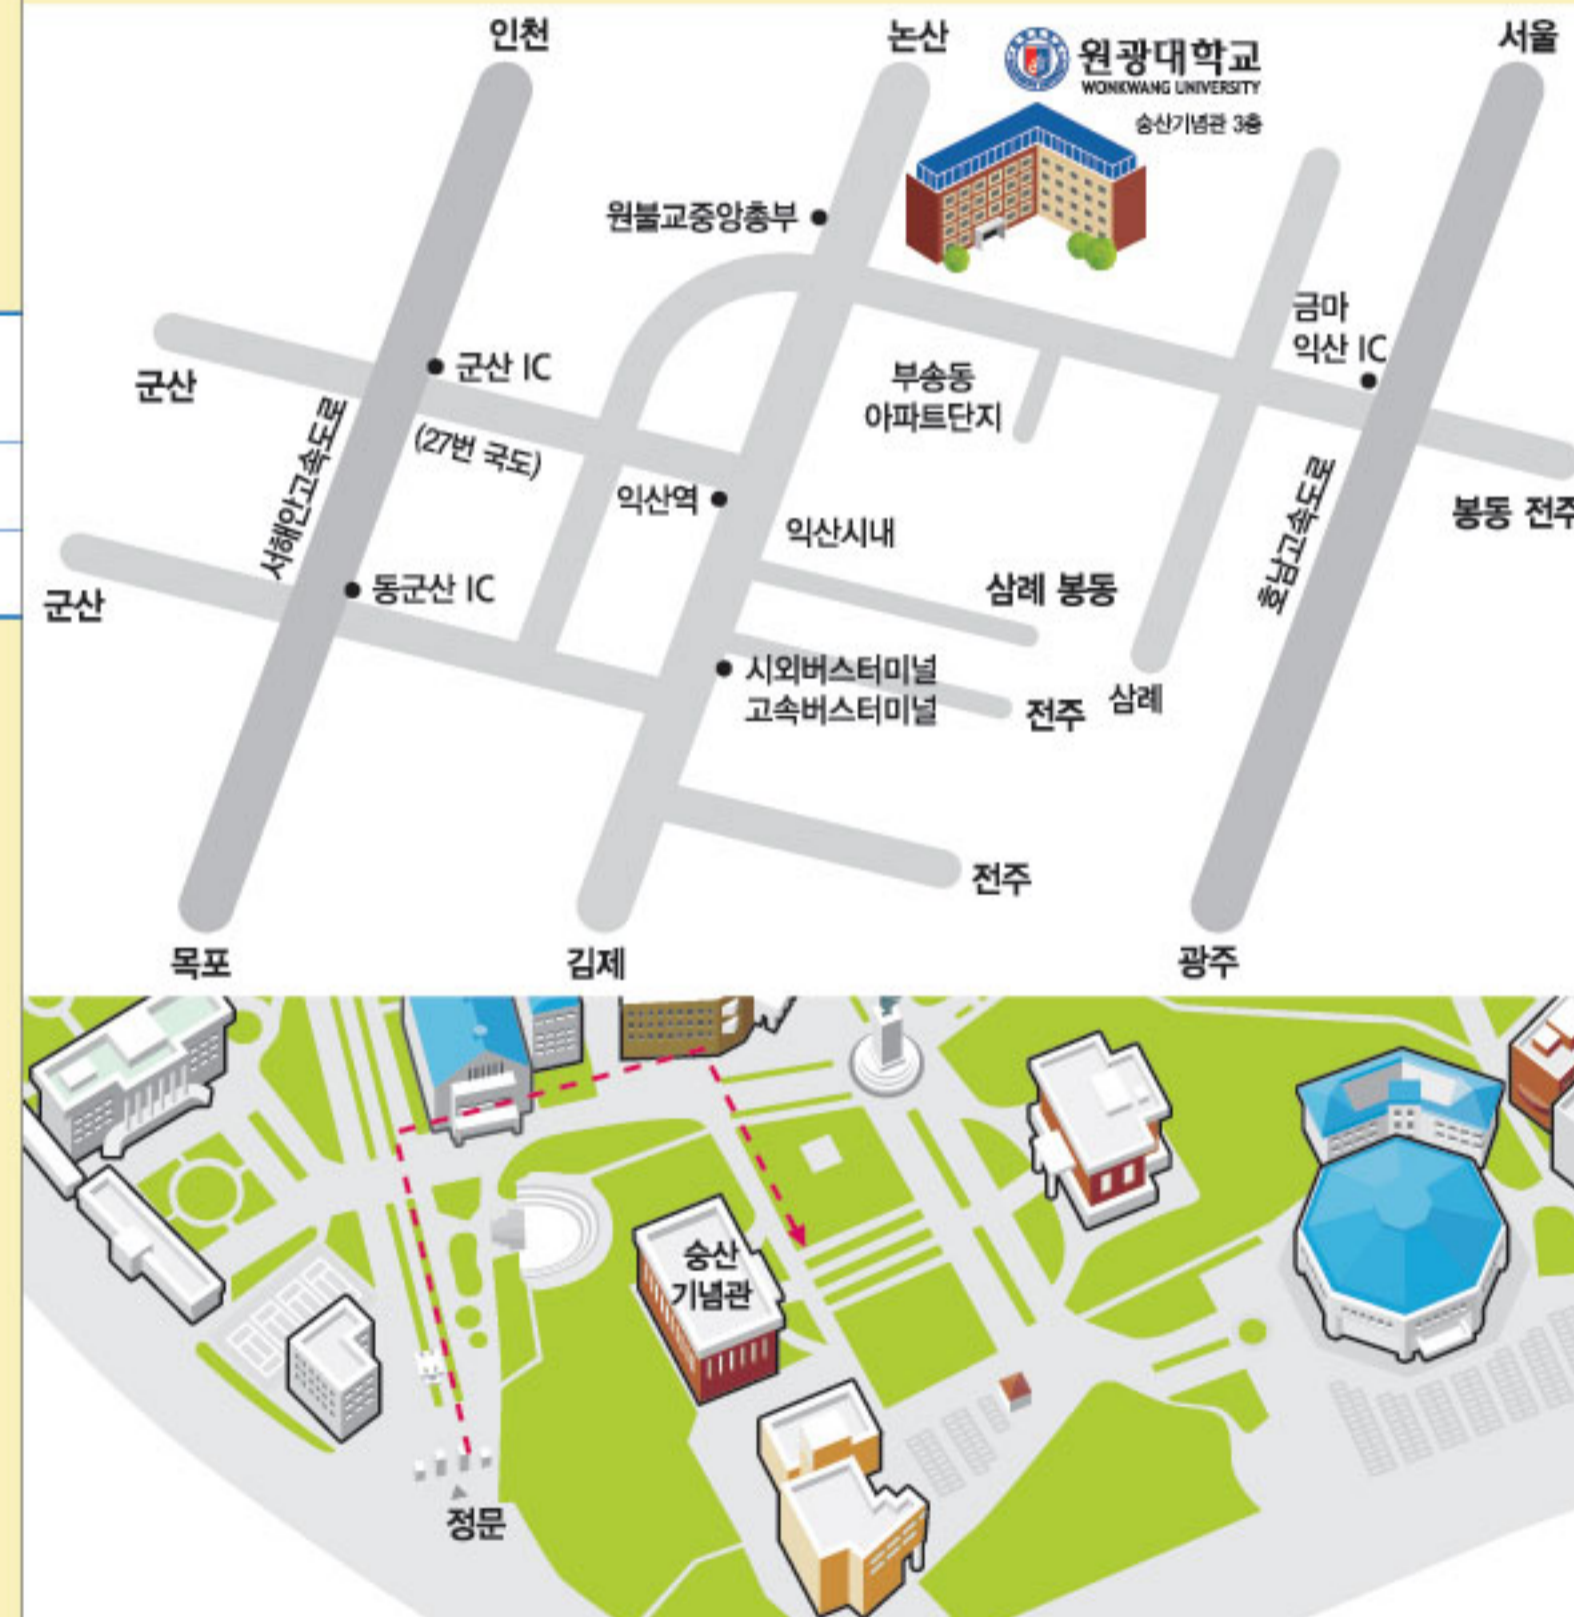 인천
논산
원광대학교
WONKWANG UNIVERSITY
숭산기념관 3층
서울
원불교중앙총부
금마
익산 IC
군산 IC
군산
(27번 국도)
서해안고속도로
부송동
아파트단지
익산역
익산시내
호남고속도로
봉동 전주
동군산 IC
군산
삼례 봉동
시외버스터미널
고속버스터미널
전주
삼례
전주
목포
김제
광주
숭산
기념관
정문